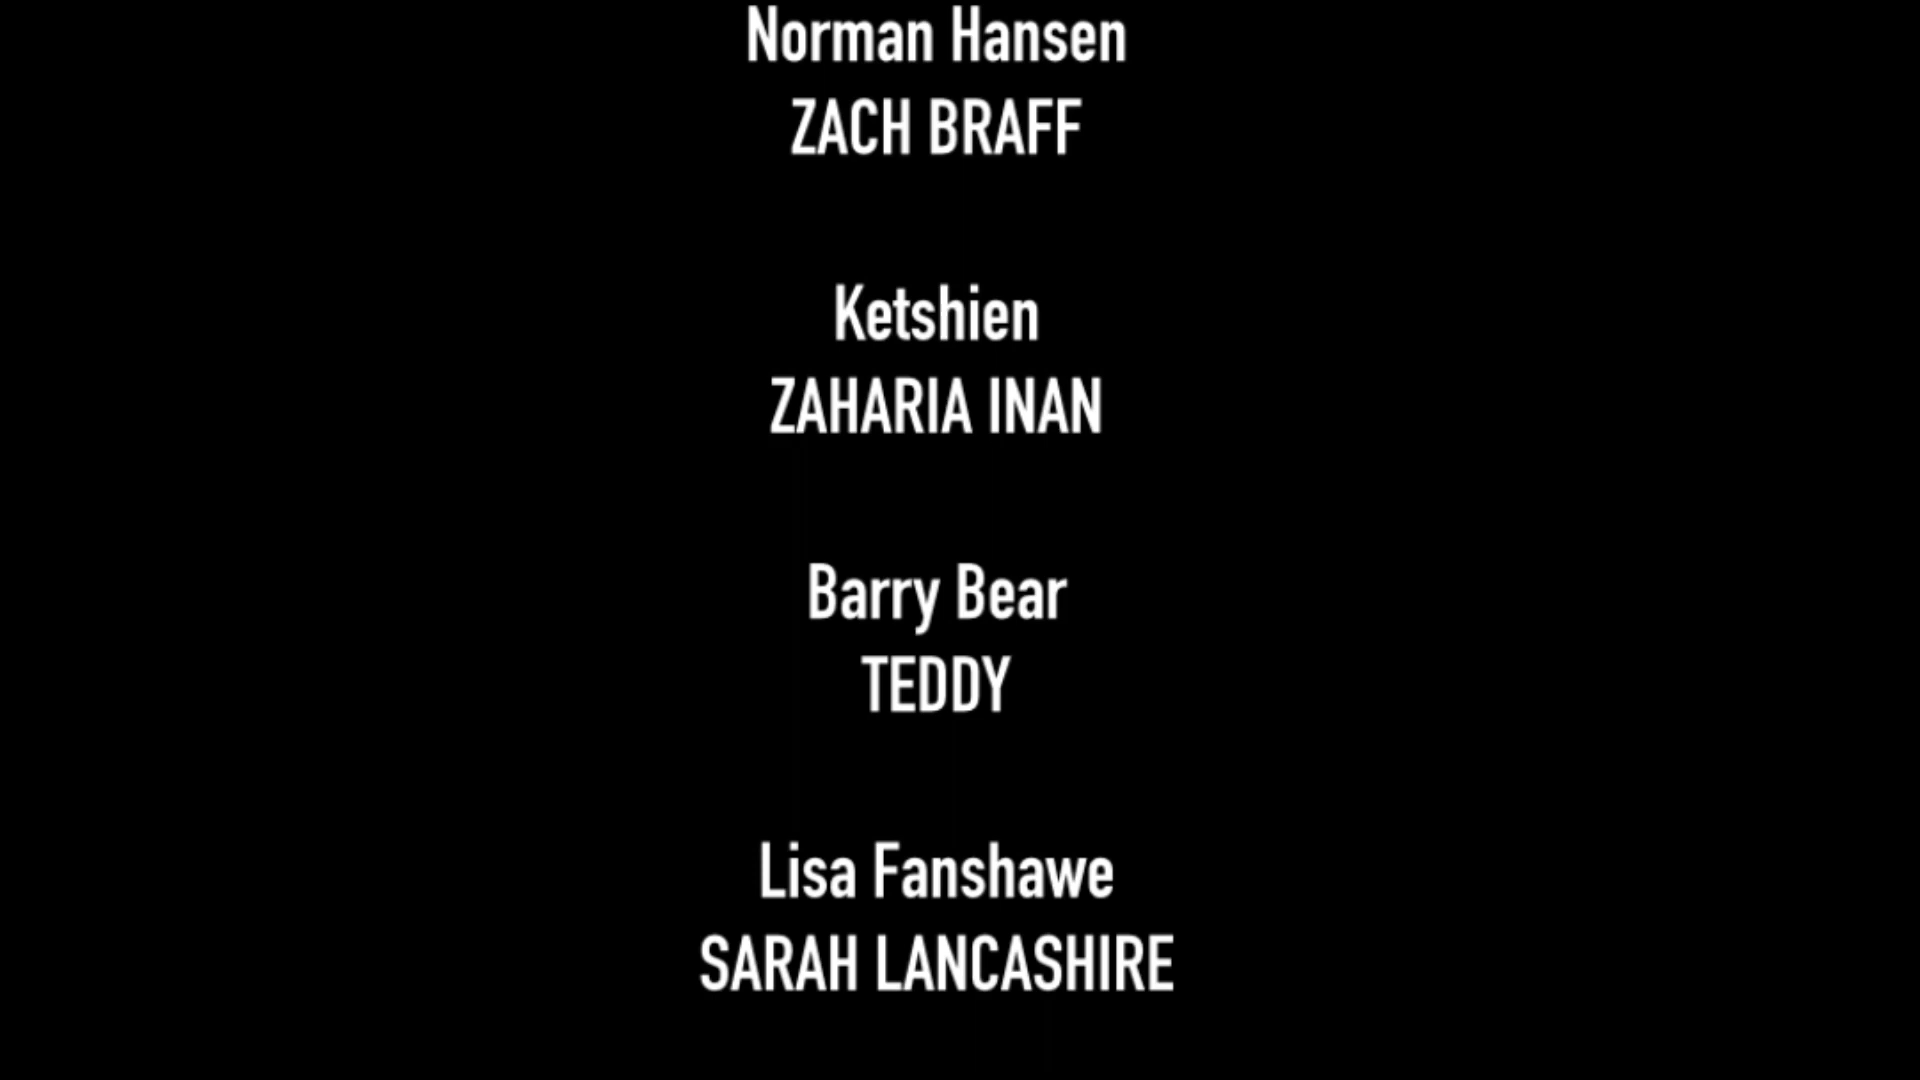 Norman Hansen
ZACH BRAFF
Ketshien
ZAHARIA INAN
Barry Bear
TEDDY
Lisa Fanshawe
SARAH LANCASHIRE